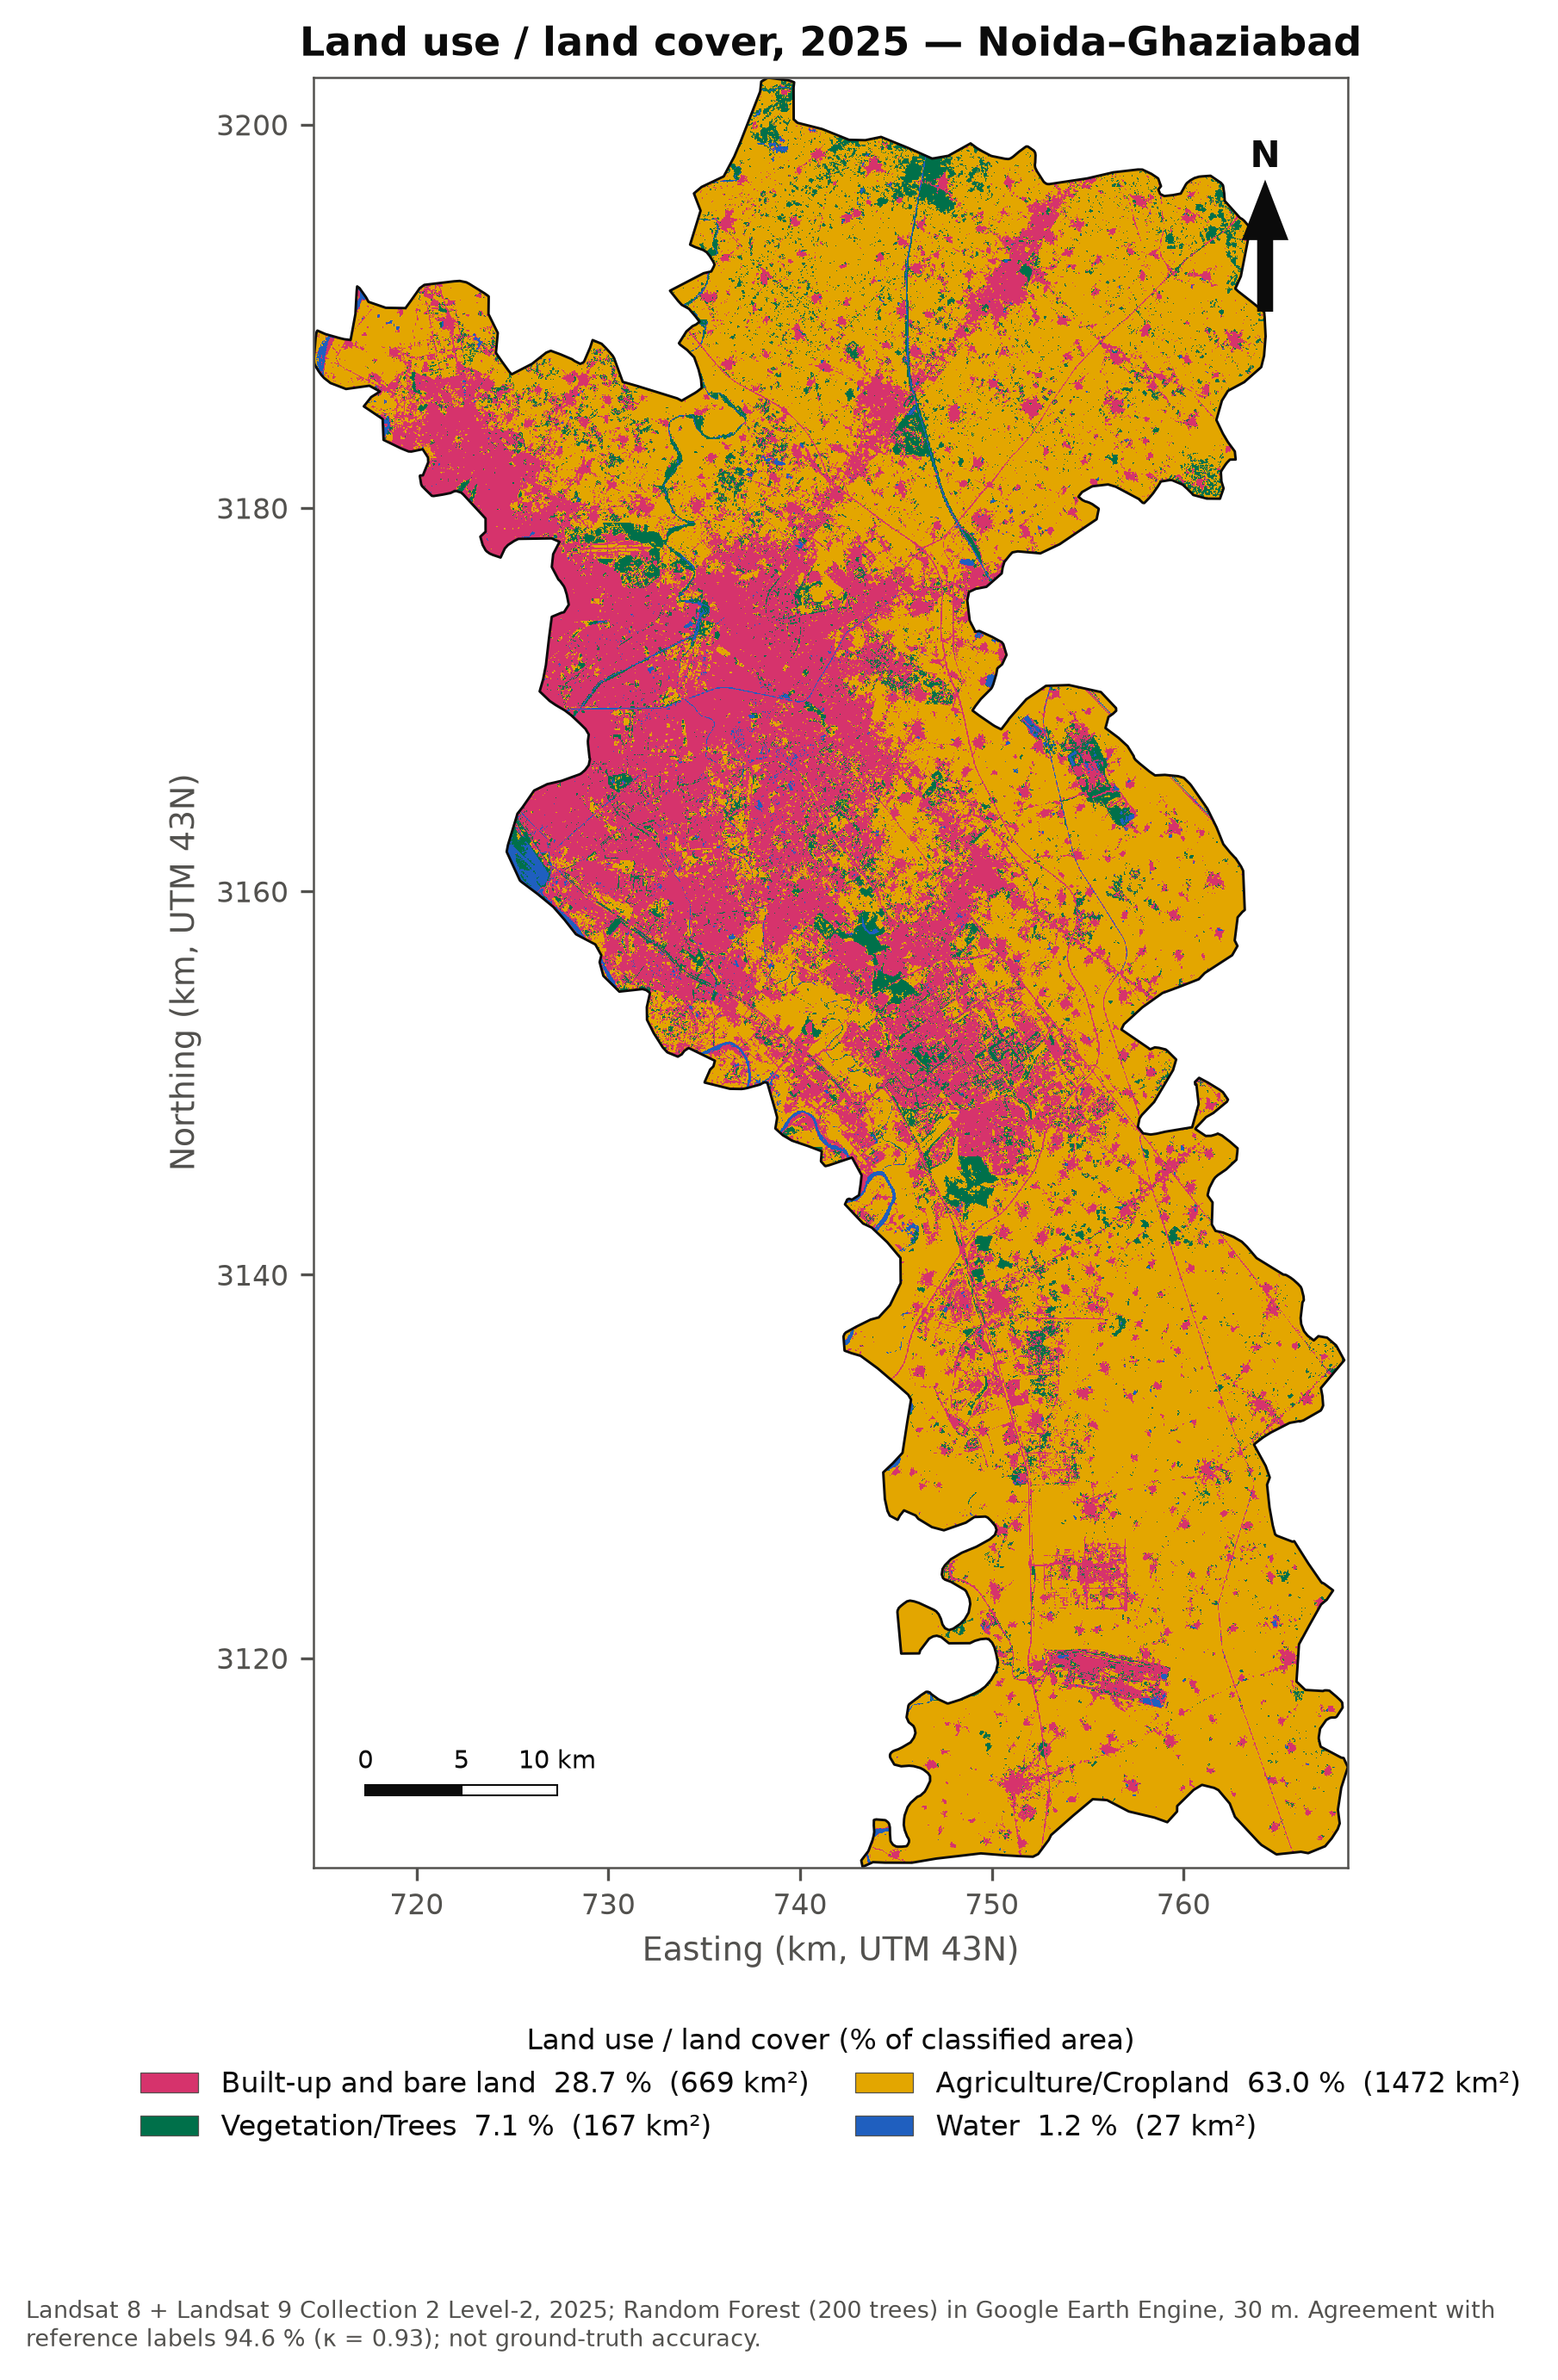 Land use / land cover, 2025 — Noida–Ghaziabad
N
3200
3180
3160
3140
3120
Northing (km, UTM 43N)
0 5 10 km
720 730 740 750 760
Easting (km, UTM 43N)
Land use / land cover (% of classified area)
Built-up and bare land 28.7 % (669 km²)
Agriculture/Cropland 63.0 % (1472 km²)
Vegetation/Trees 7.1 % (167 km²)
Water 1.2 % (27 km²)
Landsat 8 + Landsat 9 Collection 2 Level-2, 2025; Random Forest (200 trees) in Google Earth Engine, 30 m. Agreement with
reference labels 94.6 % (κ = 0.93); not ground-truth accuracy.